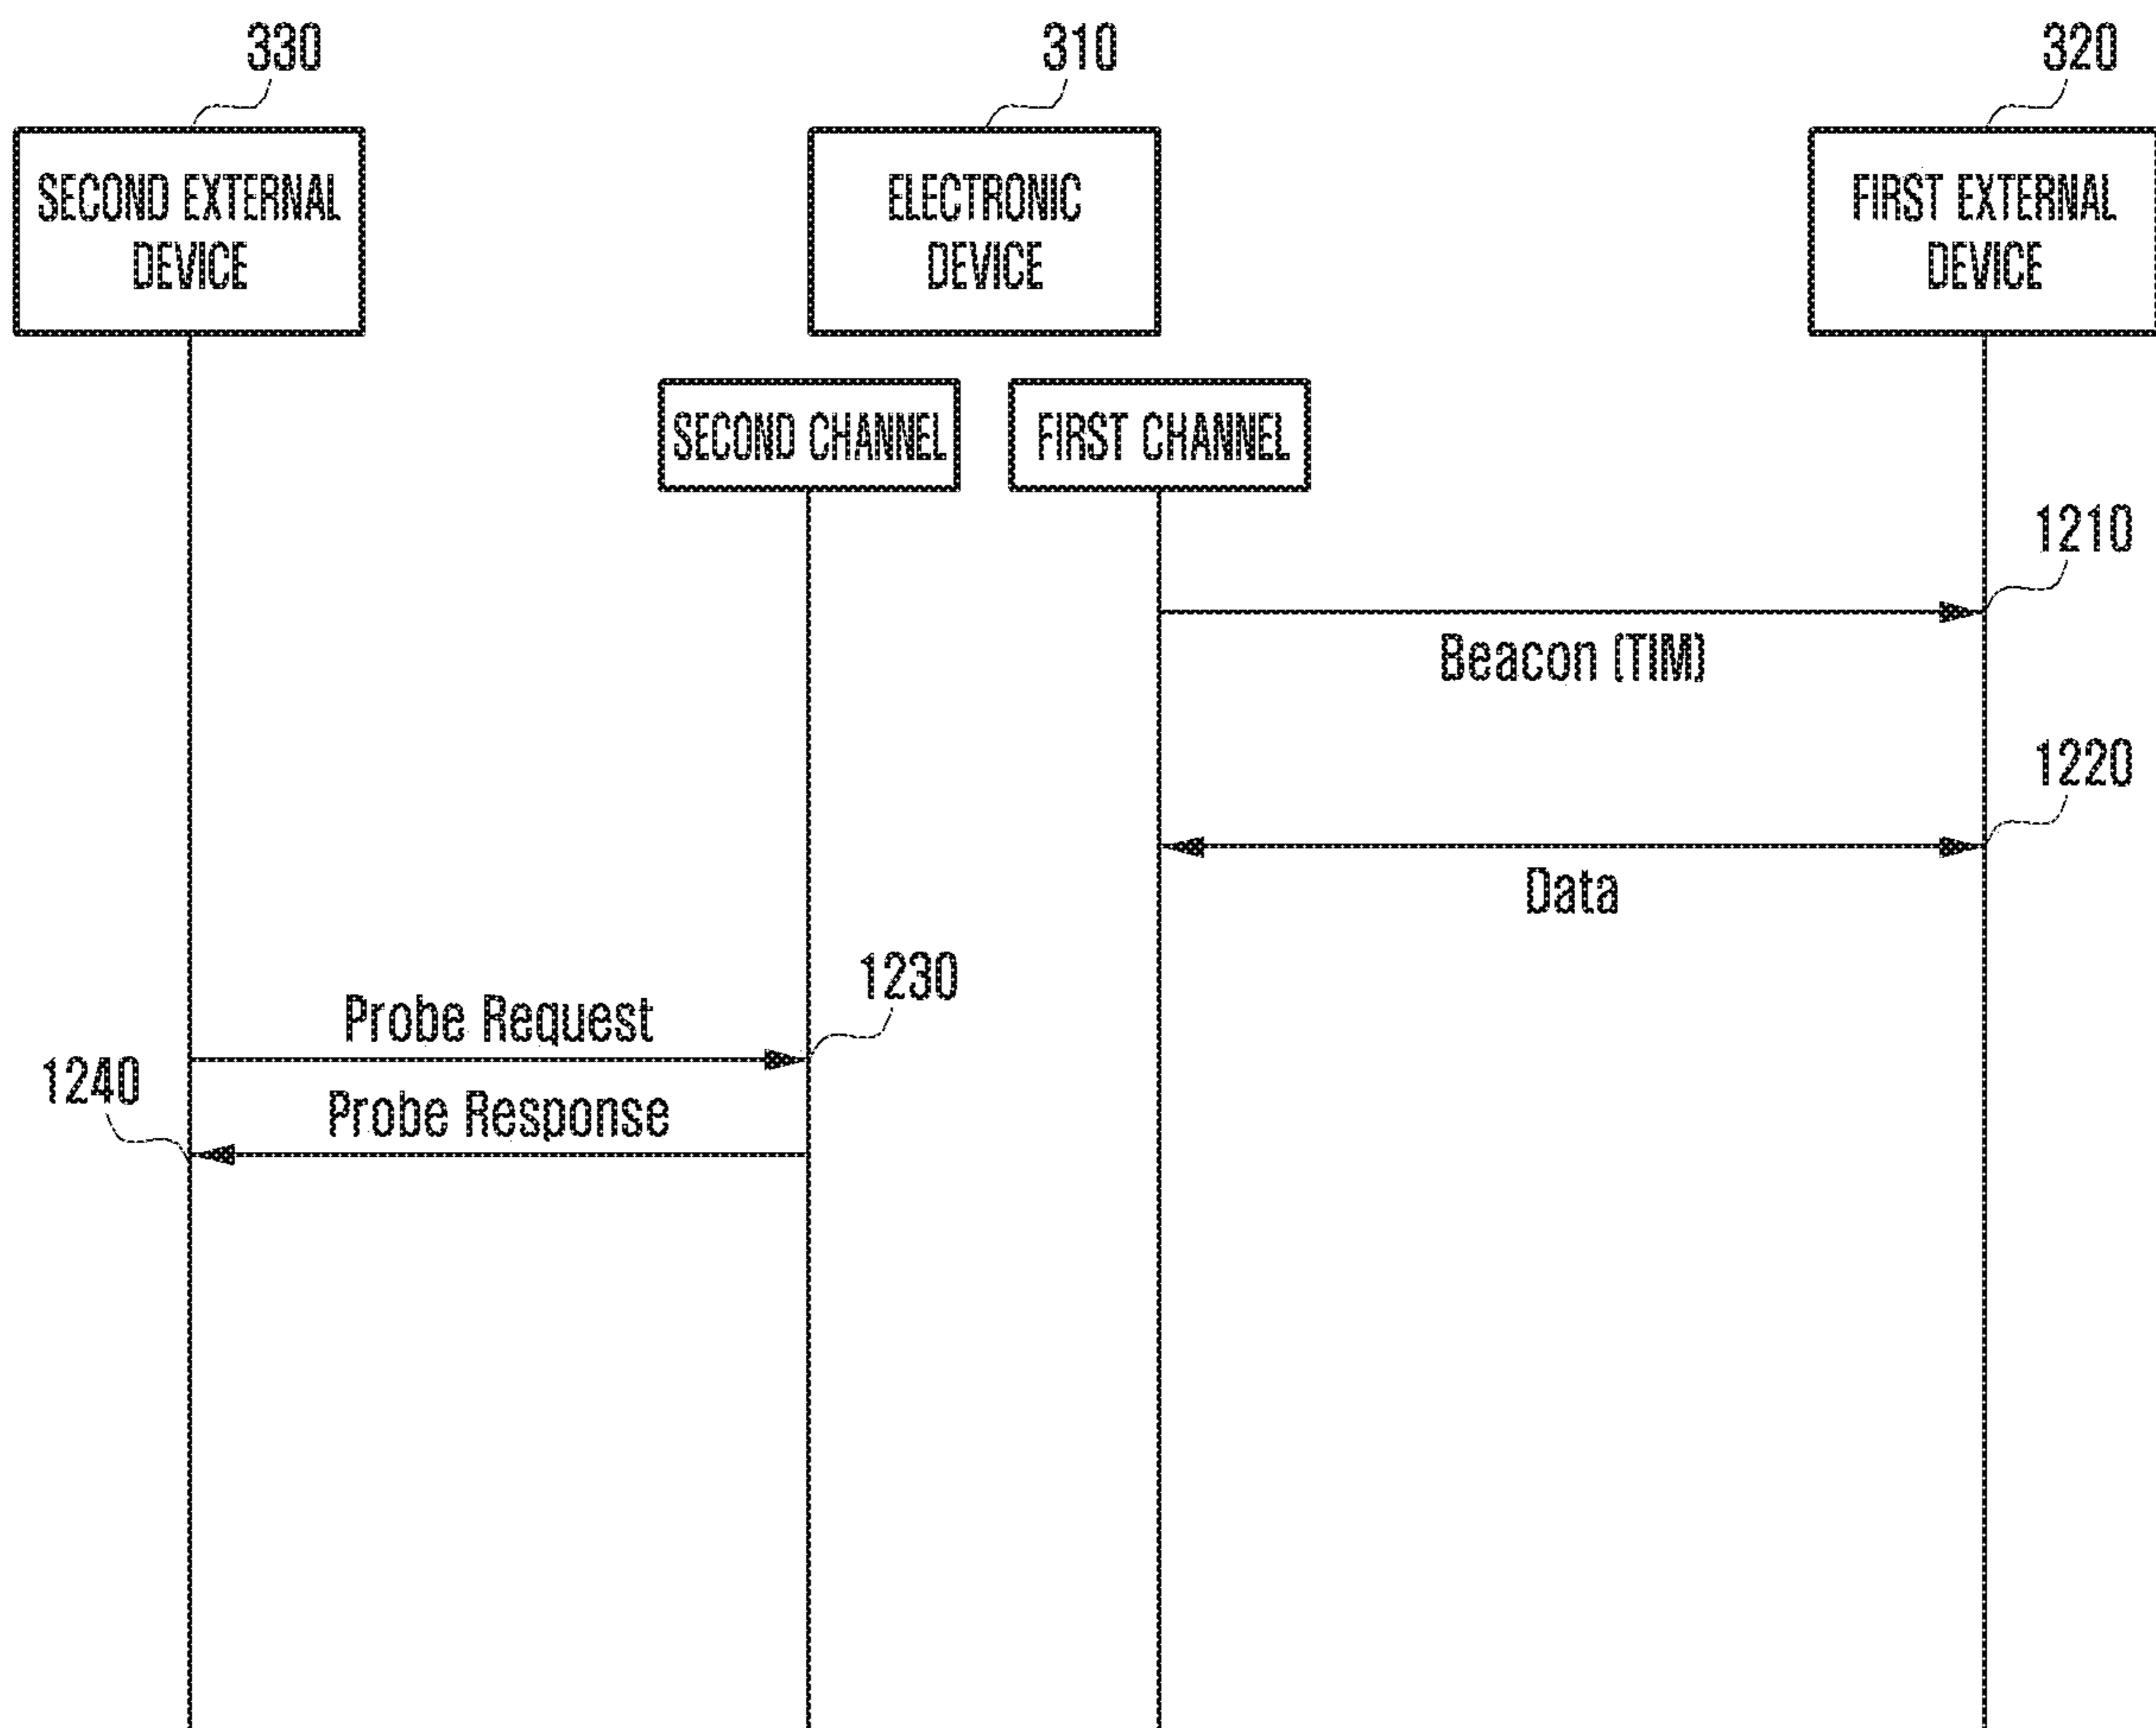 330
310
320
SECOND EXTERNAL
DEVICE
ELECTRONIC
DEVICE
FIRST EXTERNAL
DEVICE
SECOND CHANNEL
FIRST CHANNEL
1210
Beacon (TIM)
1220
Data
1230
Probe Request
1240
Probe Response